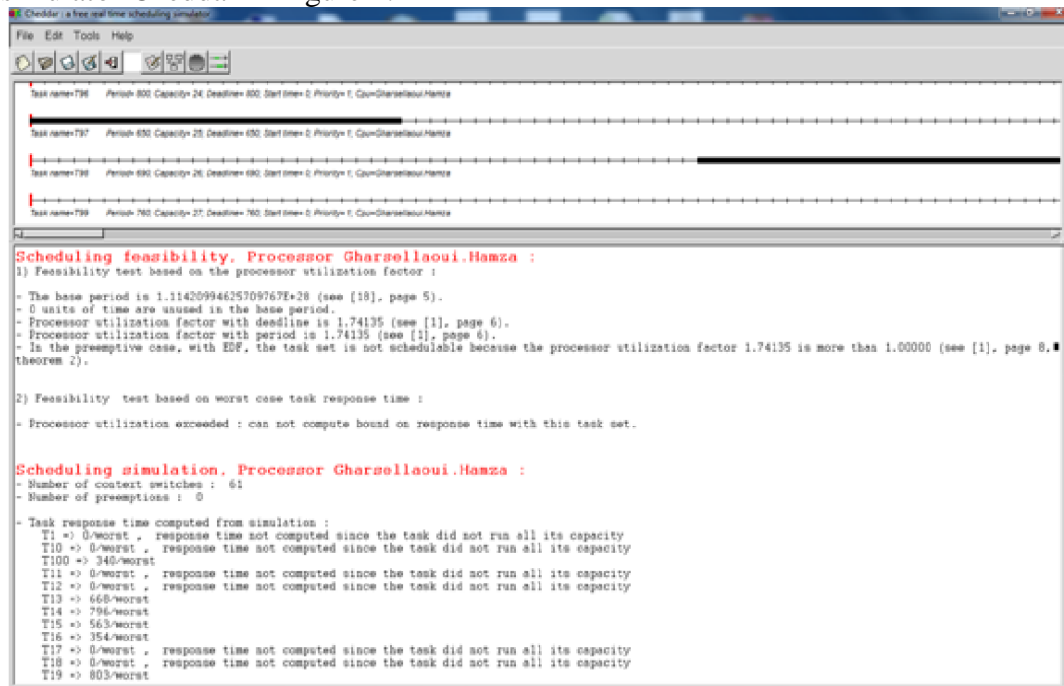 Cheddar : a free real time scheduling simulator
File Edit Tools Help
Task name=T96 Period= 800; Capacity= 24; Deadline= 800; Start time= 0; Priority= 1; Cpu=Gharsellaoui.Hamza
Task name=T97 Period= 650; Capacity= 25; Deadline= 650; Start time= 0; Priority= 1; Cpu=Gharsellaoui.Hamza
Task name=T98 Period= 690; Capacity= 26; Deadline= 690; Start time= 0; Priority= 1; Cpu=Gharsellaoui.Hamza
Task name=T99 Period= 760; Capacity= 27; Deadline= 760; Start time= 0; Priority= 1; Cpu=Gharsellaoui.Hamza
Scheduling feasibility, Processor Gharsellaoui.Hamza :
1) Feasibility test based on the processor utilization factor :
- The base period is 1.11420994625709767E+28 (see [18], page 5).
- 0 units of time are unused in the base period.
- Processor utilization factor with deadline is 1.74135 (see [1], page 6).
- Processor utilization factor with period is 1.74135 (see [1], page 6).
- In the preemptive case, with EDF, the task set is not schedulable because the processor utilization factor 1.74135 is more than 1.00000 (see [1], page 8,
theorem 2).
2) Feasibility test based on worst case task response time :
- Processor utilization exceeded : can not compute bound on response time with this task set.
Scheduling simulation, Processor Gharsellaoui.Hamza :
- Number of context switches : 61
- Number of preemptions : 0
- Task response time computed from simulation :
T1 => 0/worst , response time not computed since the task did not run all its capacity
T10 => 0/worst , response time not computed since the task did not run all its capacity
T100 => 340/worst
T11 => 0/worst , response time not computed since the task did not run all its capacity
T12 => 0/worst , response time not computed since the task did not run all its capacity
T13 => 668/worst
T14 => 796/worst
T15 => 563/worst
T16 => 354/worst
T17 => 0/worst , response time not computed since the task did not run all its capacity
T18 => 0/worst , response time not computed since the task did not run all its capacity
T19 => 803/worst